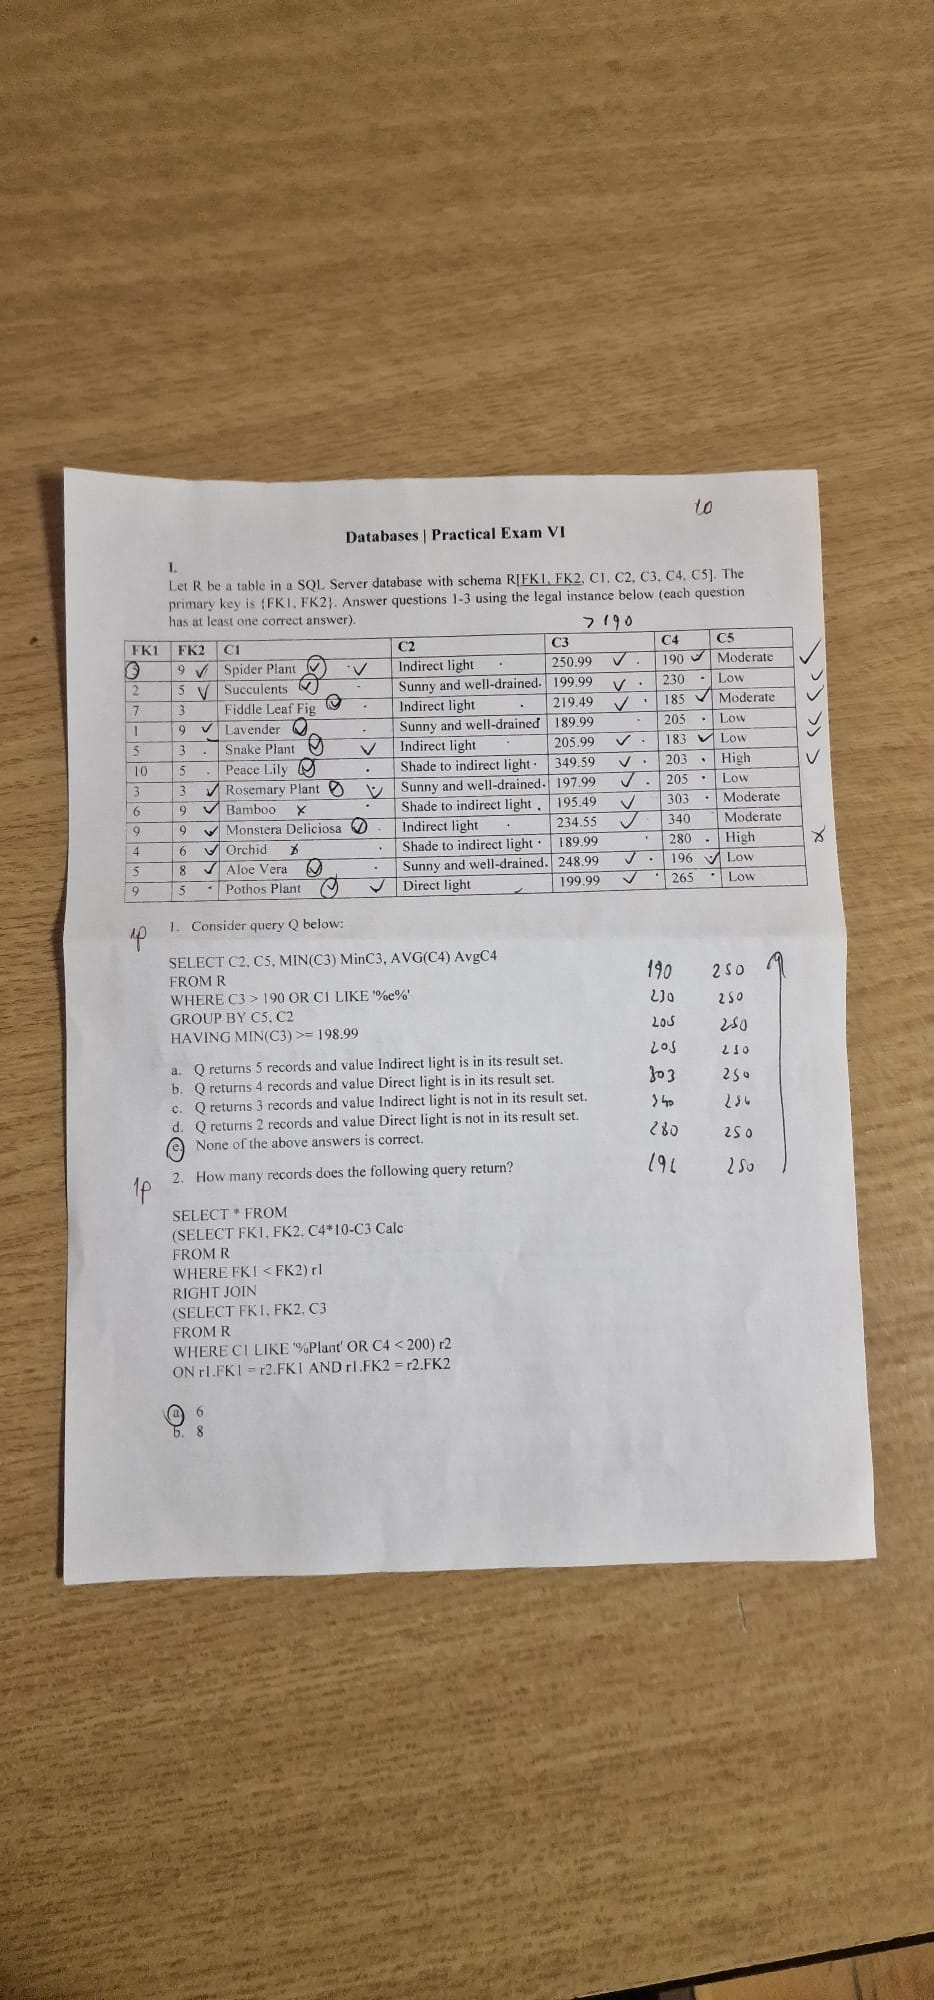 10
Databases | Practical Exam VI
1.
Let R be a table in a SQL Server database with schema R[FK1, FK2, C1, C2, C3, C4, C5]. The
primary key is {FK1, FK2}. Answer questions 1-3 using the legal instance below (each question
has at least one correct answer).
> 190
FK1 FK2 C1 C2 C3 C4 C5
3 9 ✓ Spider Plant ✓ ✓ Indirect light 250.99 ✓ 190 ✓ Moderate ✓
2 5 ✓ Succulents ✓ Sunny and well-drained 199.99 ✓ 230 Low ✓
7 3 Fiddle Leaf Fig ✓ Indirect light 219.49 ✓ 185 ✓ Moderate ✓
1 9 ✓ Lavender ✓ Sunny and well-drained 189.99 205 Low ✓
5 3 Snake Plant ✓ ✓ Indirect light 205.99 ✓ 183 ✓ Low ✓
10 5 Peace Lily ✓ Shade to indirect light 349.59 ✓ 203 High ✓
3 3 ✓ Rosemary Plant ✓ ✓ Sunny and well-drained 197.99 ✓ 205 Low
6 9 ✓ Bamboo x Shade to indirect light 195.49 ✓ 303 Moderate
9 9 ✓ Monstera Deliciosa ✓ Indirect light 234.55 ✓ 340 Moderate
4 6 ✓ Orchid x Shade to indirect light 189.99 280 High x
5 8 ✓ Aloe Vera ✓ Sunny and well-drained 248.99 ✓ 196 ✓ Low
9 5 Pothos Plant ✓ ✓ Direct light 199.99 ✓ 265 Low
1p
1. Consider query Q below:
SELECT C2, C5, MIN(C3) MinC3, AVG(C4) AvgC4
FROM R
WHERE C3 > 190 OR C1 LIKE '%e%'
GROUP BY C5, C2
HAVING MIN(C3) >= 198.99
190 250
230 250
205 250
205 250
303 250
340 250
280 250
196 250
a. Q returns 5 records and value Indirect light is in its result set.
b. Q returns 4 records and value Direct light is in its result set.
c. Q returns 3 records and value Indirect light is not in its result set.
d. Q returns 2 records and value Direct light is not in its result set.
e. None of the above answers is correct.
1p
2. How many records does the following query return?
SELECT * FROM
(SELECT FK1, FK2, C4*10-C3 Calc
FROM R
WHERE FK1 < FK2) r1
RIGHT JOIN
(SELECT FK1, FK2, C3
FROM R
WHERE C1 LIKE '%Plant' OR C4 < 200) r2
ON r1.FK1 = r2.FK1 AND r1.FK2 = r2.FK2
a. 6
b. 8